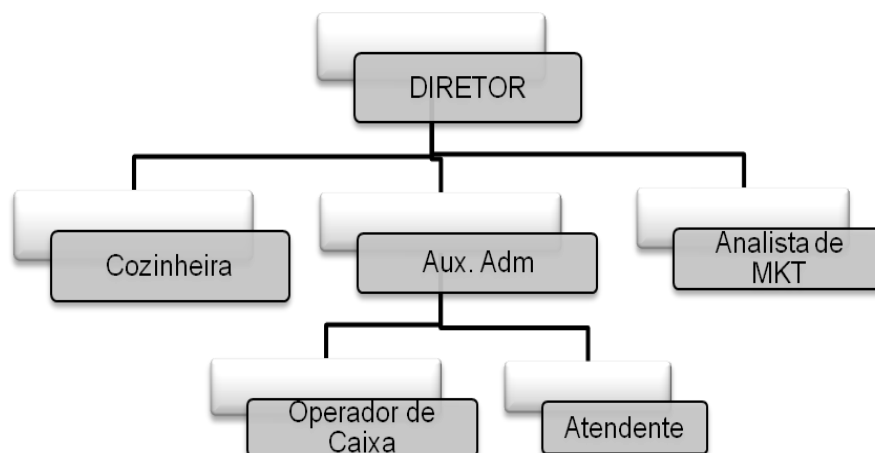 DIRETOR
Cozinheira
Aux. Adm
Analista de
MKT
Operador de
Caixa
Atendente